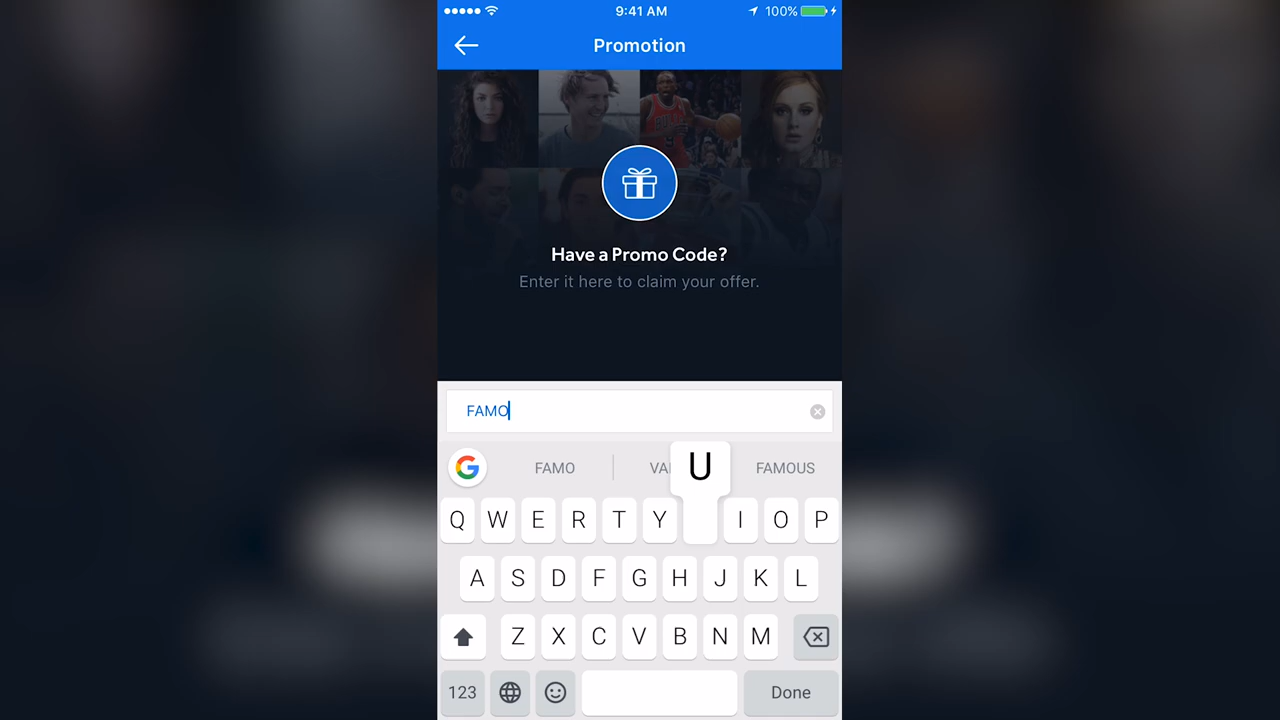 9:41 AM 100%
Promotion
BULLS
Have a Promo Code?
Enter it here to claim your offer.
FAMO
G FAMO VA U FAMOUS
Q W E R T Y I O P
A S D F G H J K L
Z X C V B N M
123 Done